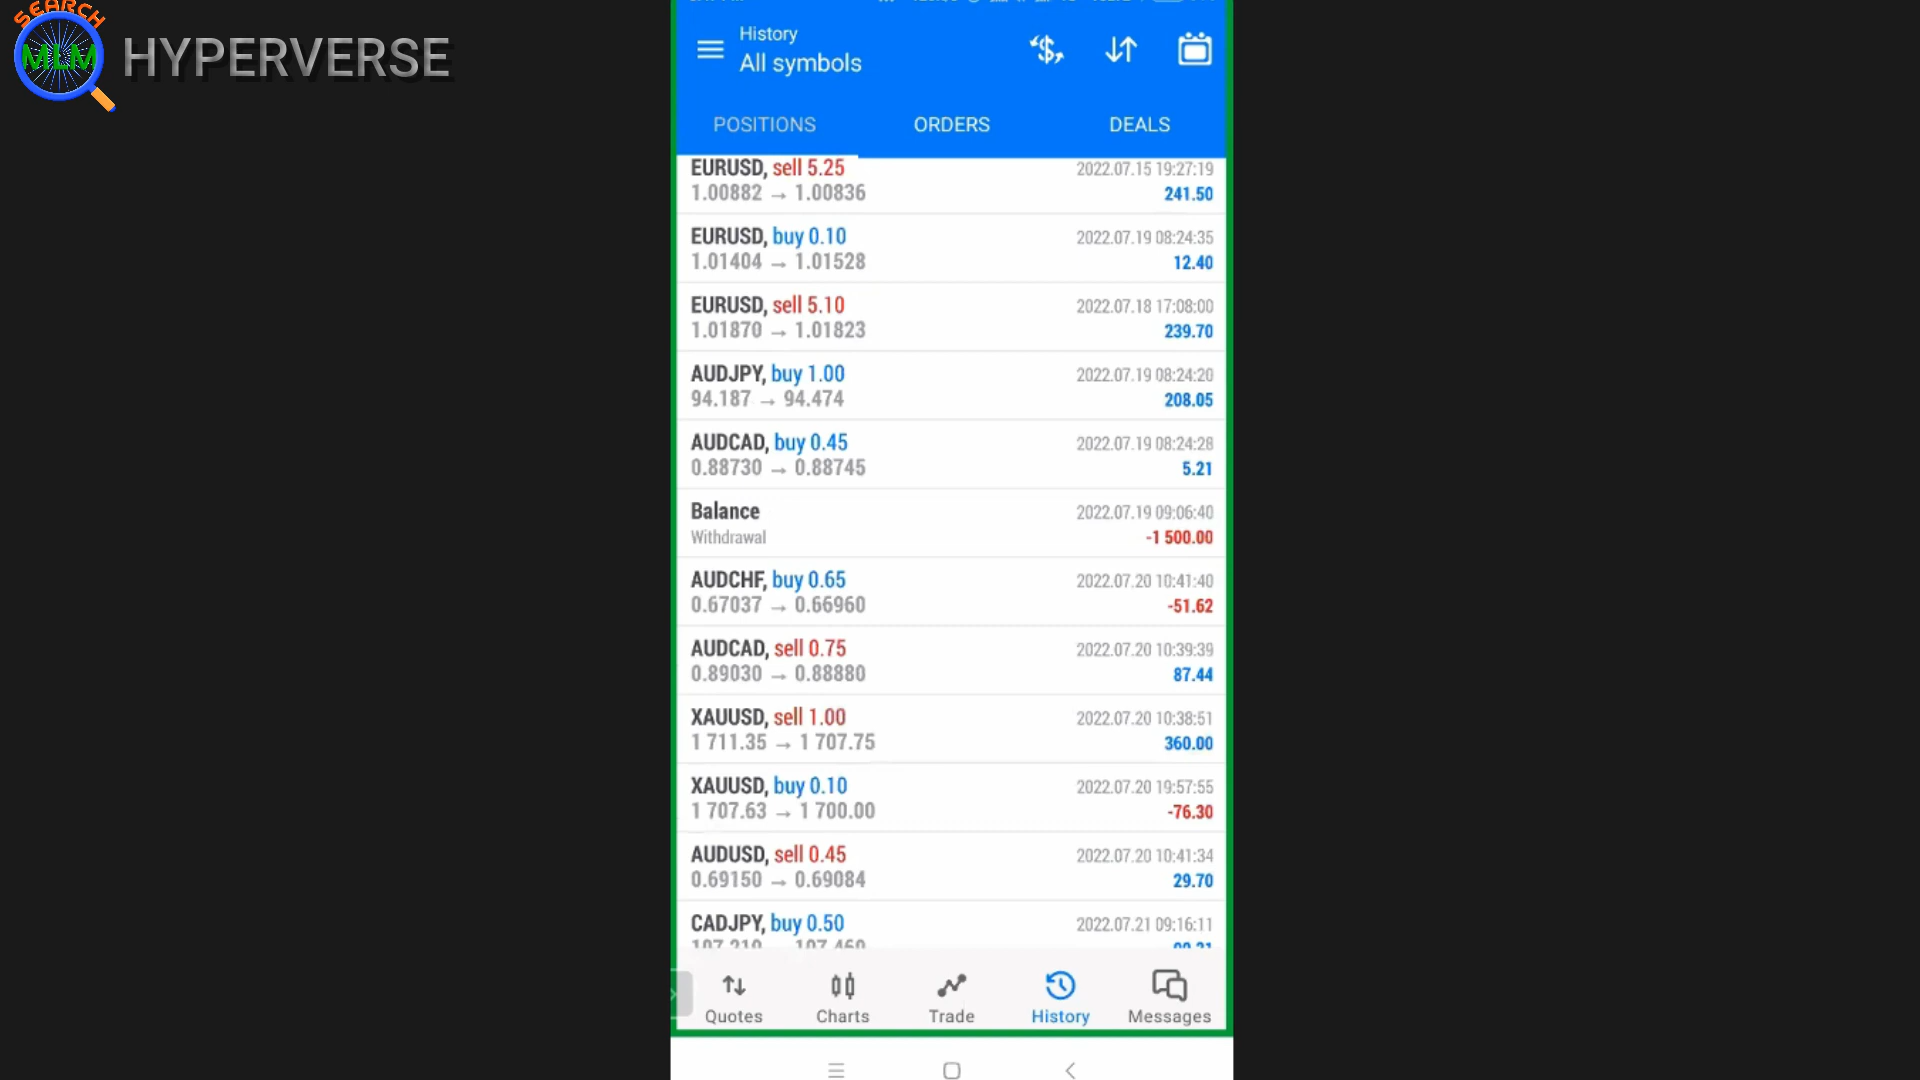 SEARCH
MLM
HYPERVERSE
History
All symbols
POSITIONS ORDERS DEALS
EURUSD, sell 5.25 2022.07.15 19:27:19
1.00882 → 1.00836 241.50
EURUSD, buy 0.10 2022.07.19 08:24:35
1.01404 → 1.01528 12.40
EURUSD, sell 5.10 2022.07.18 17:08:00
1.01870 → 1.01823 239.70
AUDJPY, buy 1.00 2022.07.19 08:24:20
94.187 → 94.474 208.05
AUDCAD, buy 0.45 2022.07.19 08:24:28
0.88730 → 0.88745 5.21
Balance 2022.07.19 09:06:40
Withdrawal -1 500.00
AUDCHF, buy 0.65 2022.07.20 10:41:40
0.67037 → 0.66960 -51.62
AUDCAD, sell 0.75 2022.07.20 10:39:39
0.89030 → 0.88880 87.44
XAUUSD, sell 1.00 2022.07.20 10:38:51
1 711.35 → 1 707.75 360.00
XAUUSD, buy 0.10 2022.07.20 19:57:55
1 707.63 → 1 700.00 -76.30
AUDUSD, sell 0.45 2022.07.20 10:41:34
0.69150 → 0.69084 29.70
CADJPY, buy 0.50 2022.07.21 09:16:11
Quotes Charts Trade History Messages